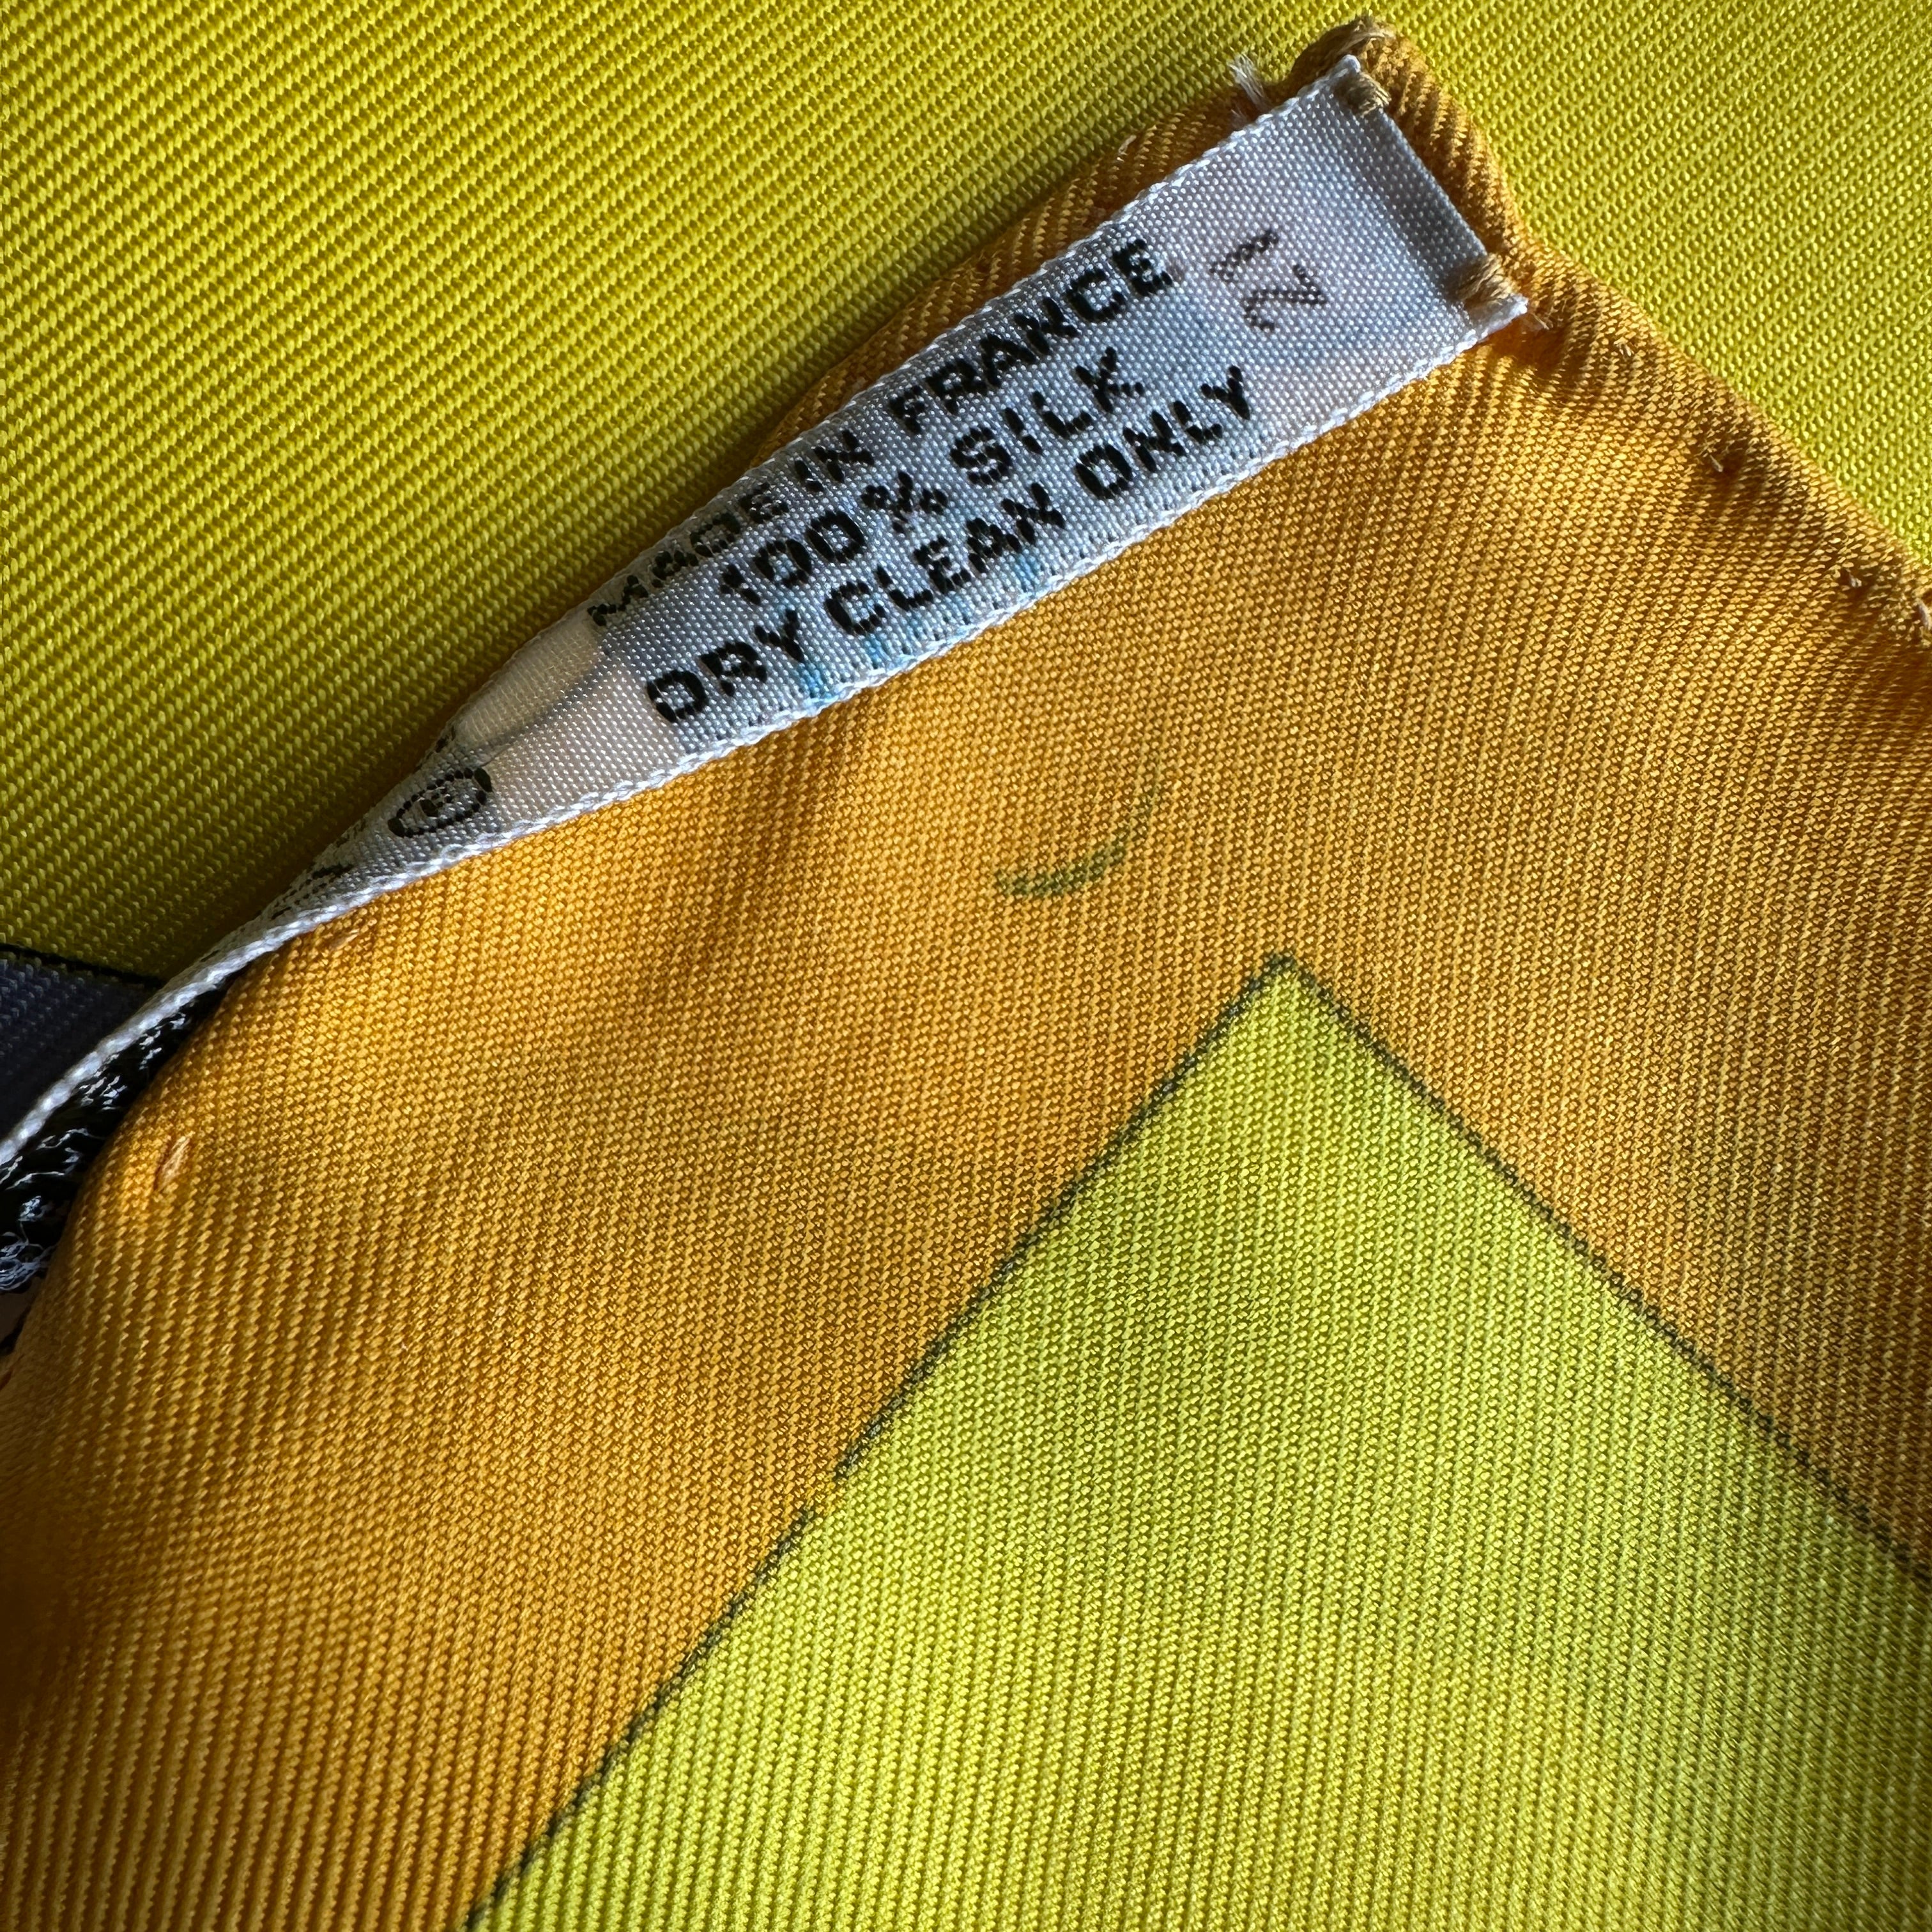 MADE IN FRANCE
100% SILK
DRY CLEAN ONLY
®